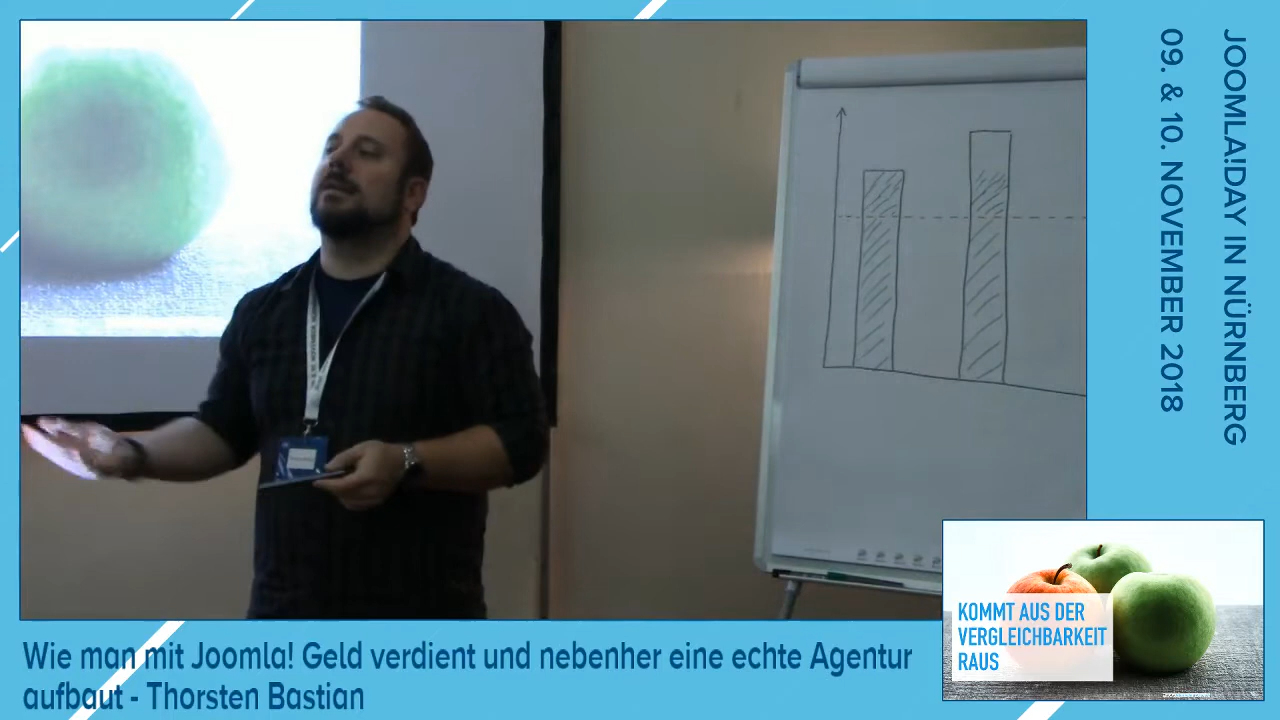 JOOMLA!DAY IN NÜRNBERG
09. & 10. NOVEMBER 2018
KOMMT AUS DER
VERGLEICHBARKEIT
RAUS
Wie man mit Joomla! Geld verdient und nebenher eine echte Agentur
aufbaut - Thorsten Bastian